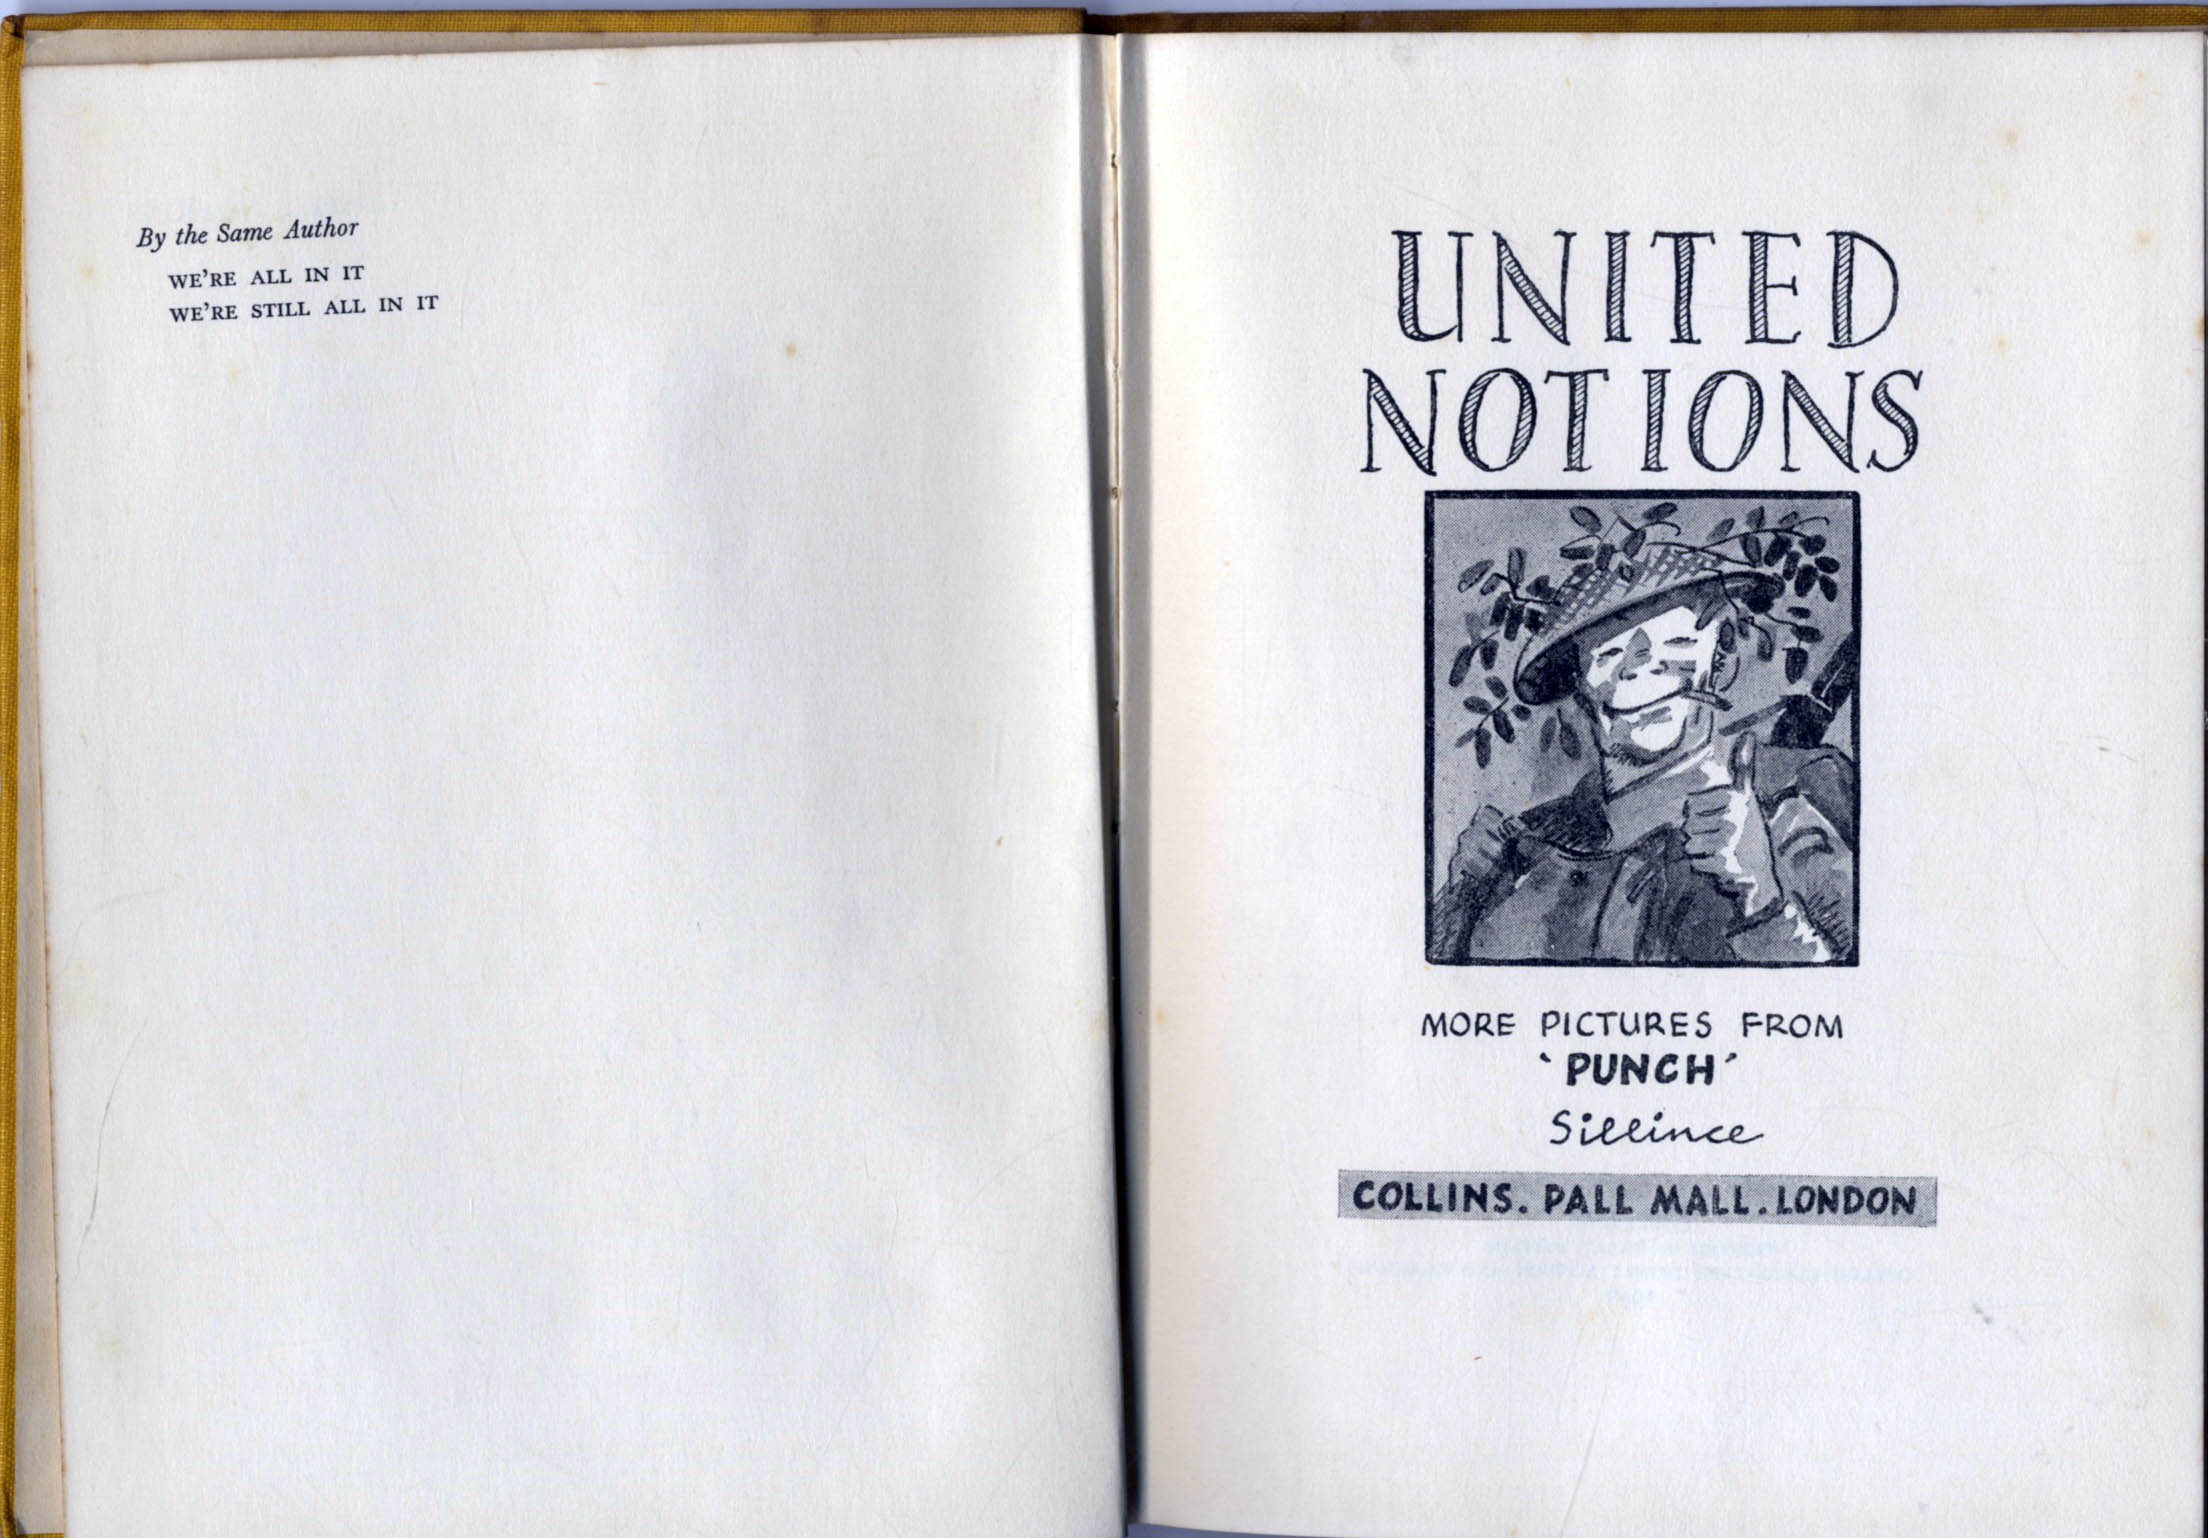 By the Same Author
WE'RE ALL IN IT
WE'RE STILL ALL IN IT
UNITED
NOTIONS
MORE PICTURES FROM
'PUNCH'
Sillince
COLLINS. PALL MALL. LONDON